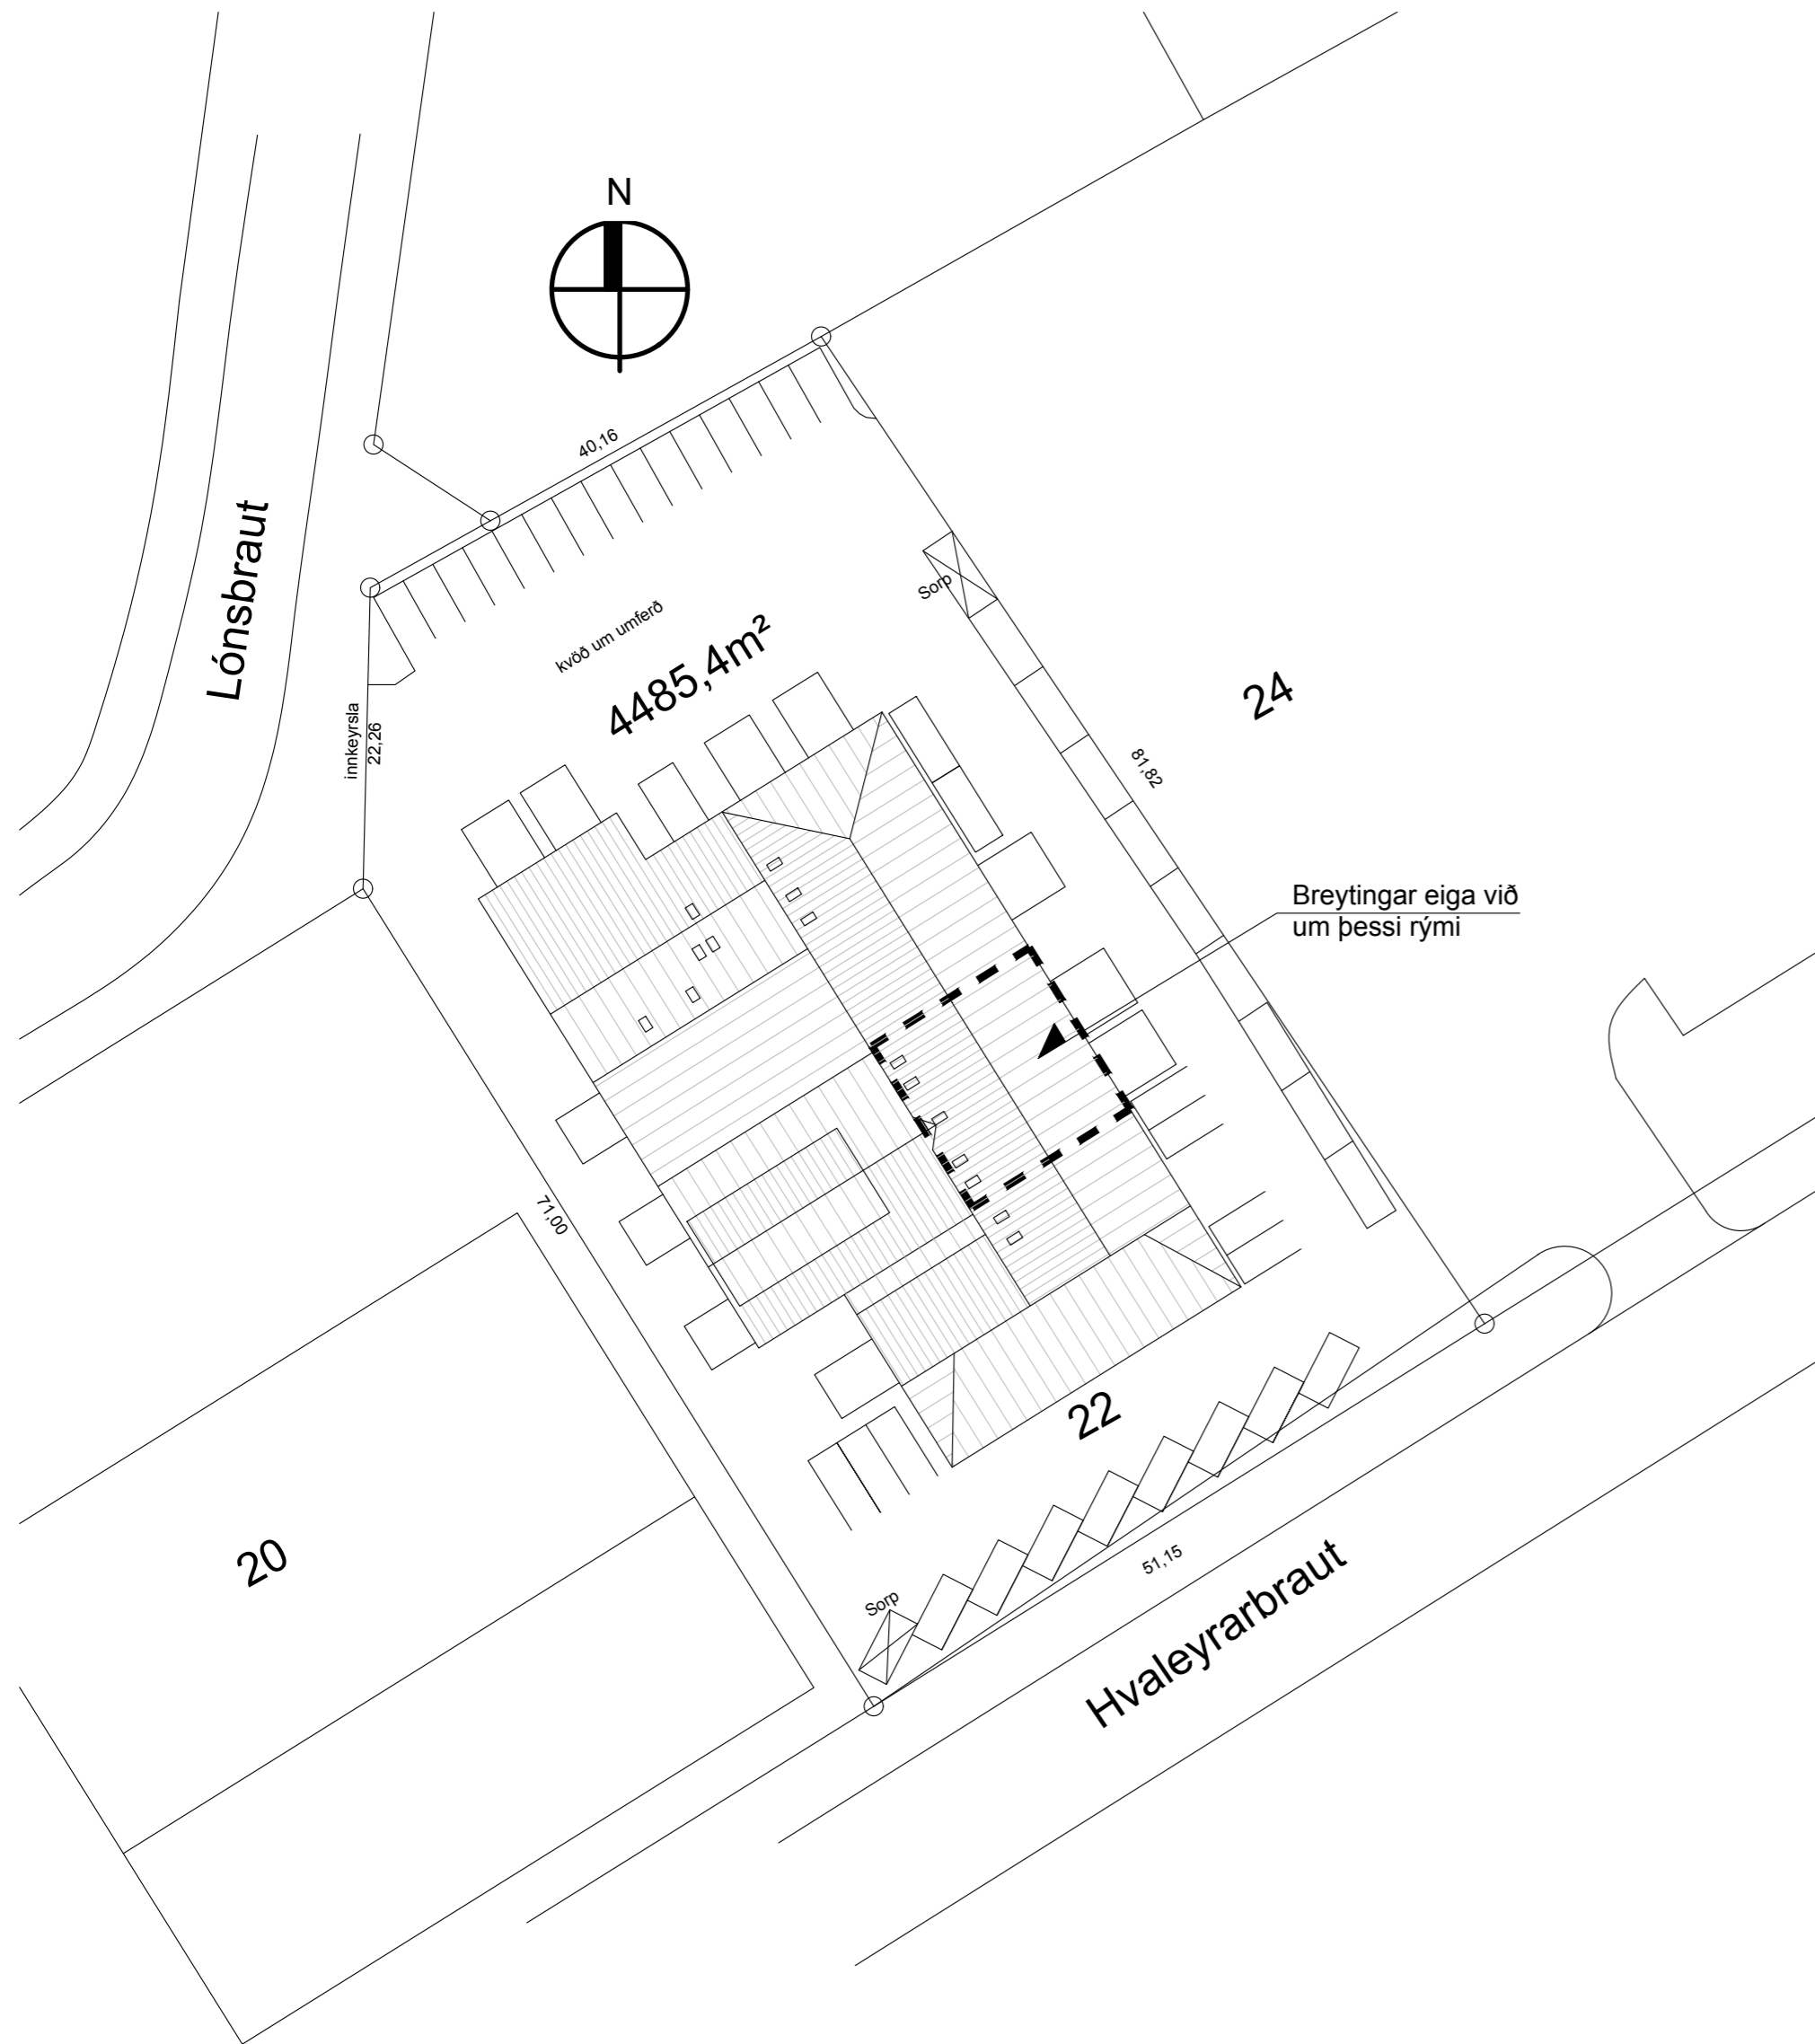 N
40,16
Lónsbraut
kvöð um umferð
Sorp
4485,4m²
24
innkeyrsla
22,26
81,82
Breytingar eiga við
um þessi rými
71,00
22
20
51,15
Sorp
Hvaleyrarbraut